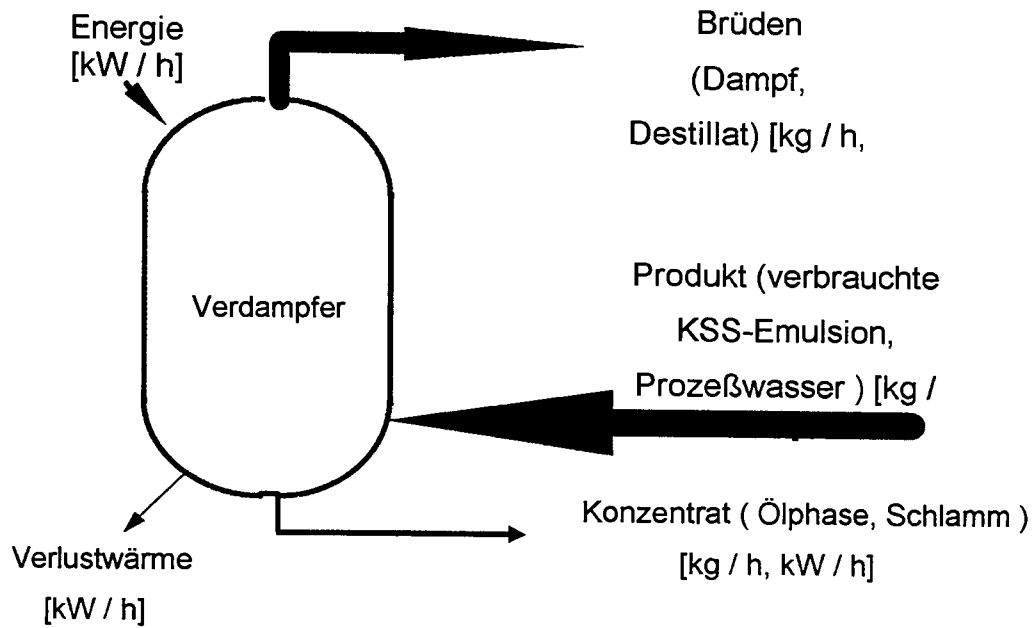 Energie
[kW / h]
Brüden
(Dampf,
Destillat) [kg / h,
Verdampfer
Produkt (verbrauchte
KSS-Emulsion,
Prozeßwasser ) [kg /
Konzentrat ( Ölphase, Schlamm )
[kg / h, kW / h]
Verlustwärme
[kW / h]